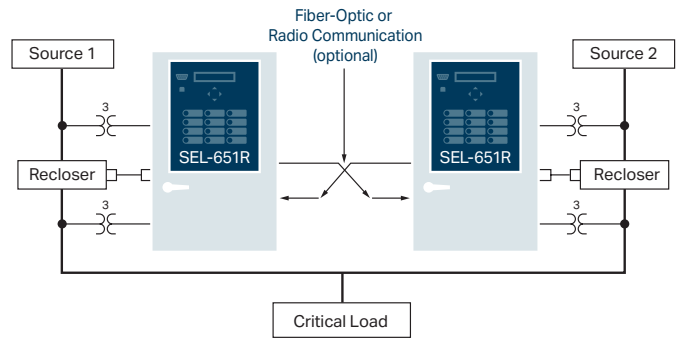 Fiber-Optic or
Radio Communication
(optional)
Source 1
Source 2
3
3
SEL-651R
SEL-651R
Recloser
Recloser
3
3
Critical Load